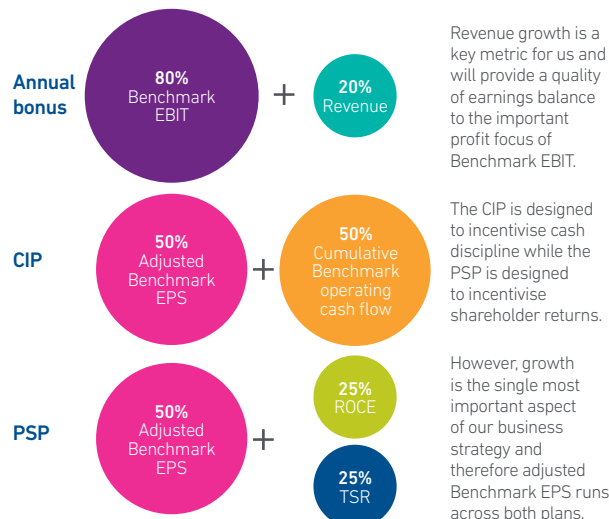 Annual
bonus
80%
Benchmark
EBIT
+
20%
Revenue
Revenue growth is a
key metric for us and
will provide a quality
of earnings balance
to the important
profit focus of
Benchmark EBIT.
CIP
50%
Adjusted
Benchmark
EPS
+
50%
Cumulative
Benchmark
operating
cash flow
The CIP is designed
to incentivise cash
discipline while the
PSP is designed
to incentivise
shareholder returns.
PSP
50%
Adjusted
Benchmark
EPS
+
25%
ROCE
25%
TSR
However, growth
is the single most
important aspect
of our business
strategy and
therefore adjusted
Benchmark EPS runs
across both plans.